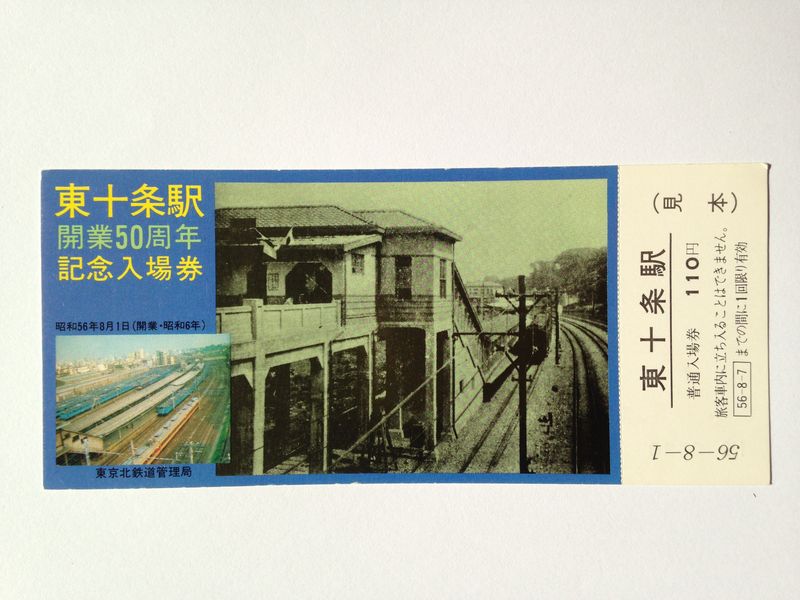 東十条駅
開業50周年
記念入場券
昭和56年8月1日(開業・昭和6年)
東京北鉄道管理局
(見本)
東十条駅
普通入場券 110円
旅客車内に立ち入ることはできません。
56-8-7 までの間に1回限り有効
56-8-1